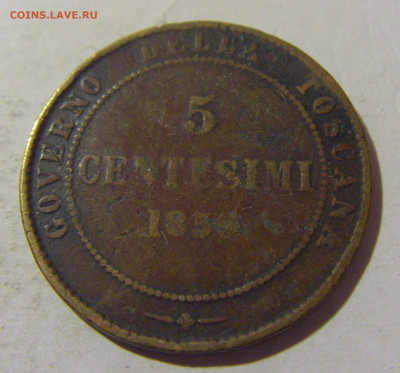 COINS.LAVE.RU
GOVERNO DELLA TOSCANA
5
CENTESIMI